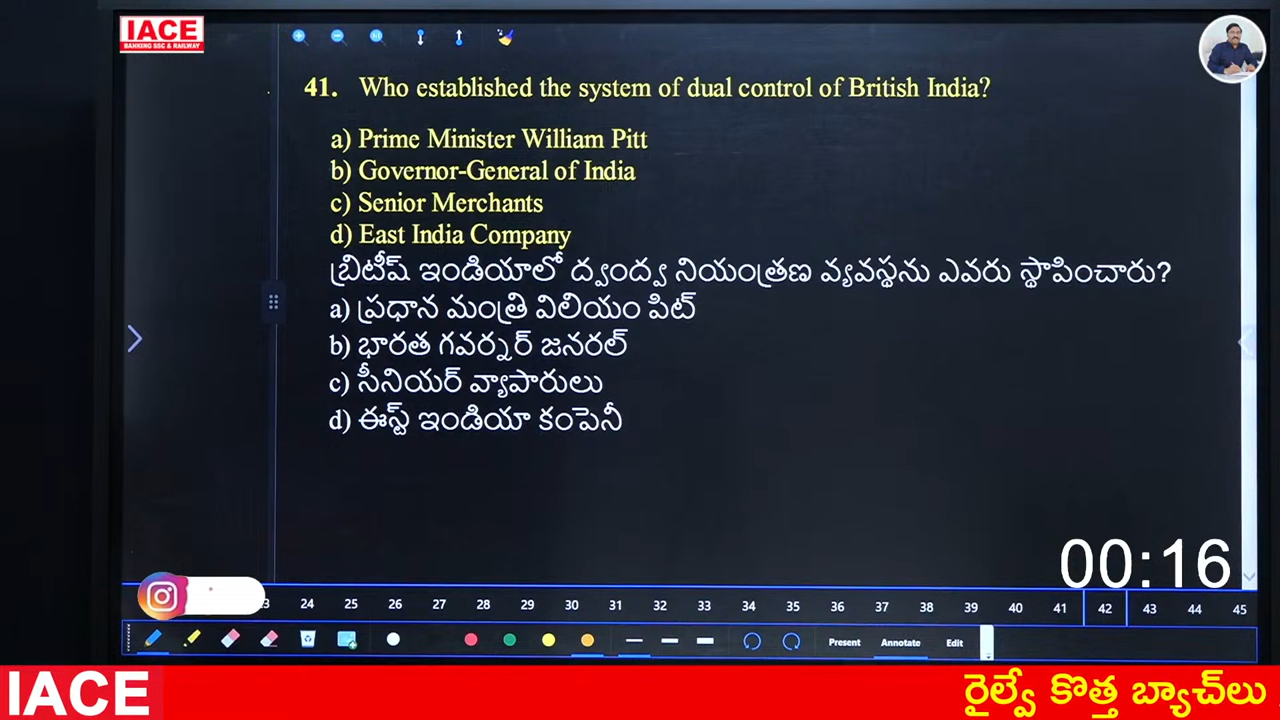 IACE
BANKING SSC & RAILWAY
41. Who established the system of dual control of British India?
a) Prime Minister William Pitt
b) Governor-General of India
c) Senior Merchants
d) East India Company
బ్రిటీష్ ఇండియాలో ద్వంద్వ నియంత్రణ వ్యవస్థను ఎవరు స్థాపించారు?
a) ప్రధాన మంత్రి విలియం పిట్
b) భారత గవర్నర్ జనరల్
c) సీనియర్ వ్యాపారులు
d) ఈస్ట్ ఇండియా కంపెనీ
00:16
24 25 26 27 28 29 30 31 32 33 34 35 36 37 38 39 40 41 42 43 44 45
Present Annotate Edit
IACE
రైల్వే కొత్త బ్యాచ్‌లు